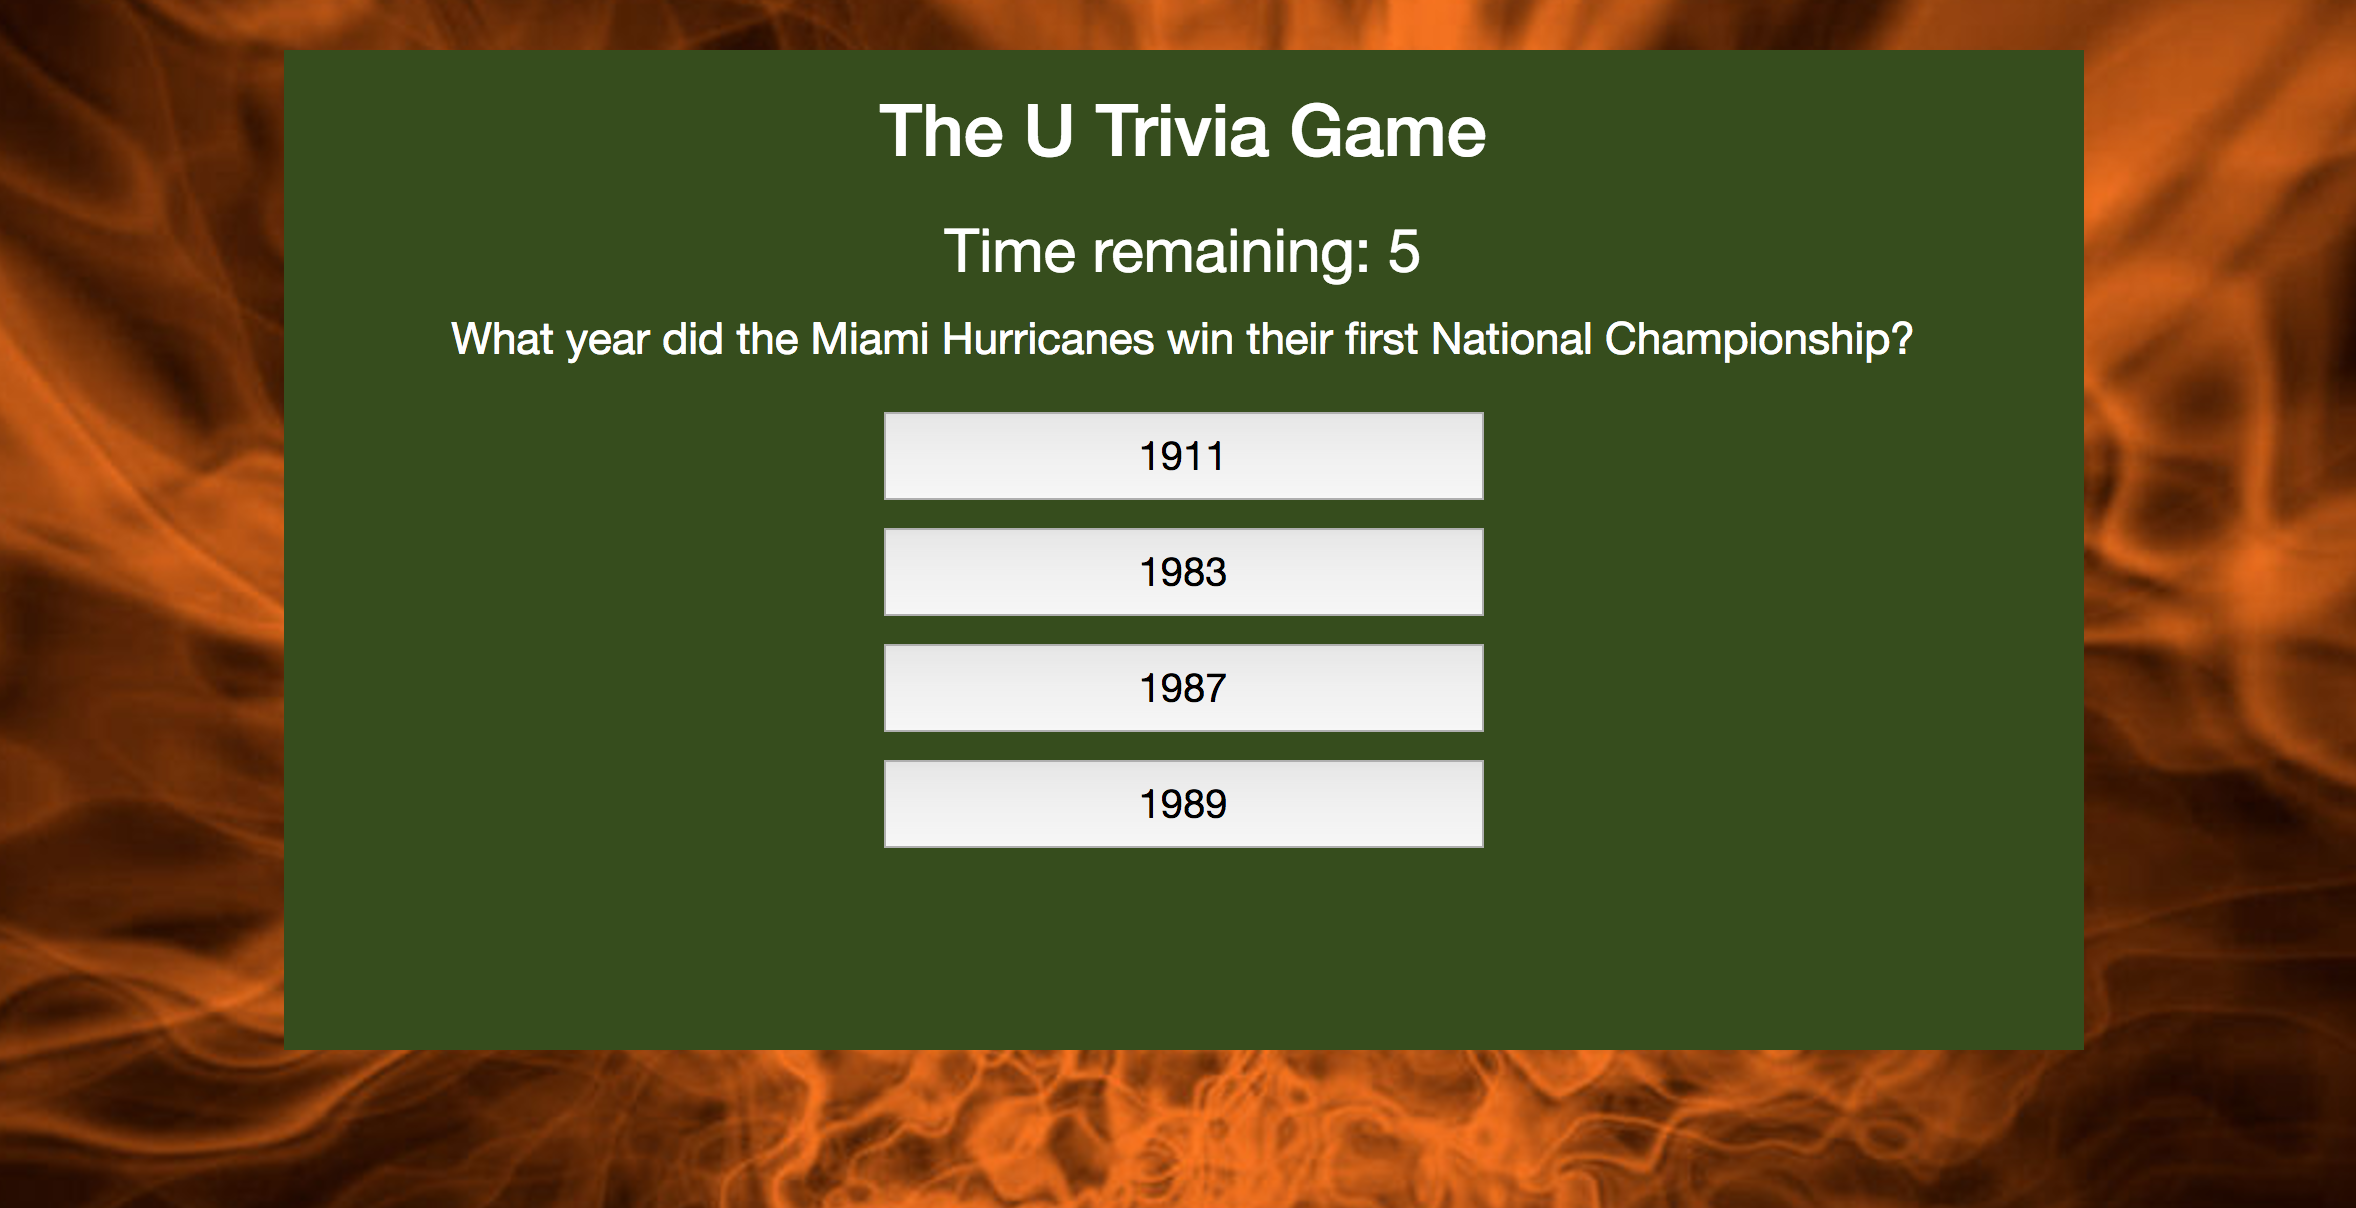 The U Trivia Game
Time remaining: 5
What year did the Miami Hurricanes win their first National Championship?
1911
1983
1987
1989